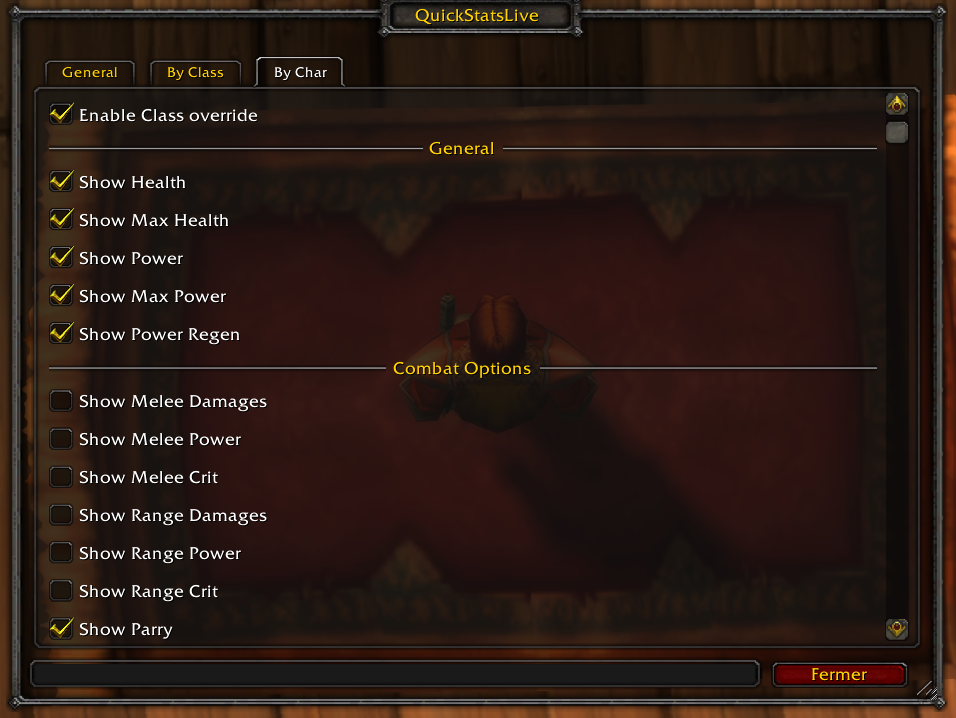 QuickStatsLive
General
By Class
By Char
Enable Class override
General
Show Health
Show Max Health
Show Power
Show Max Power
Show Power Regen
Combat Options
Show Melee Damages
Show Melee Power
Show Melee Crit
Show Range Damages
Show Range Power
Show Range Crit
Show Parry
Fermer